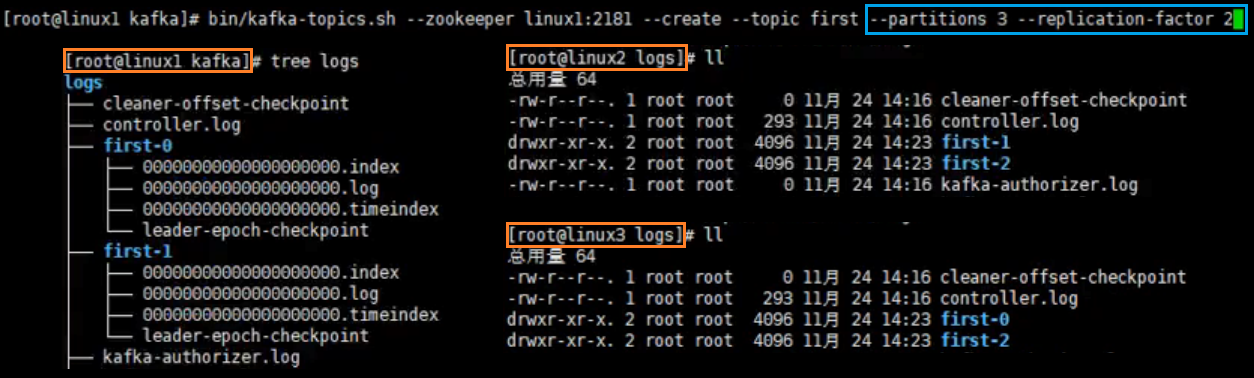 [root@linux1 kafka]# bin/kafka-topics.sh --zookeeper linux1:2181 --create --topic first --partitions 3 --replication-factor 2
[root@linux1 kafka]# tree logs
logs
├── cleaner-offset-checkpoint
├── controller.log
├── first-0
│   ├── 00000000000000000000.index
│   ├── 00000000000000000000.log
│   ├── 00000000000000000000.timeindex
│   └── leader-epoch-checkpoint
├── first-1
│   ├── 00000000000000000000.index
│   ├── 00000000000000000000.log
│   ├── 00000000000000000000.timeindex
│   └── leader-epoch-checkpoint
├── kafka-authorizer.log
[root@linux2 logs]# ll
总用量 64
-rw-r--r--. 1 root root     0 11月 24 14:16 cleaner-offset-checkpoint
-rw-r--r--. 1 root root   293 11月 24 14:16 controller.log
drwxr-xr-x. 2 root root  4096 11月 24 14:23 first-1
drwxr-xr-x. 2 root root  4096 11月 24 14:23 first-2
-rw-r--r--. 1 root root     0 11月 24 14:16 kafka-authorizer.log
[root@linux3 logs]# ll
总用量 64
-rw-r--r--. 1 root root     0 11月 24 14:16 cleaner-offset-checkpoint
-rw-r--r--. 1 root root   293 11月 24 14:16 controller.log
drwxr-xr-x. 2 root root  4096 11月 24 14:23 first-0
drwxr-xr-x. 2 root root  4096 11月 24 14:23 first-2